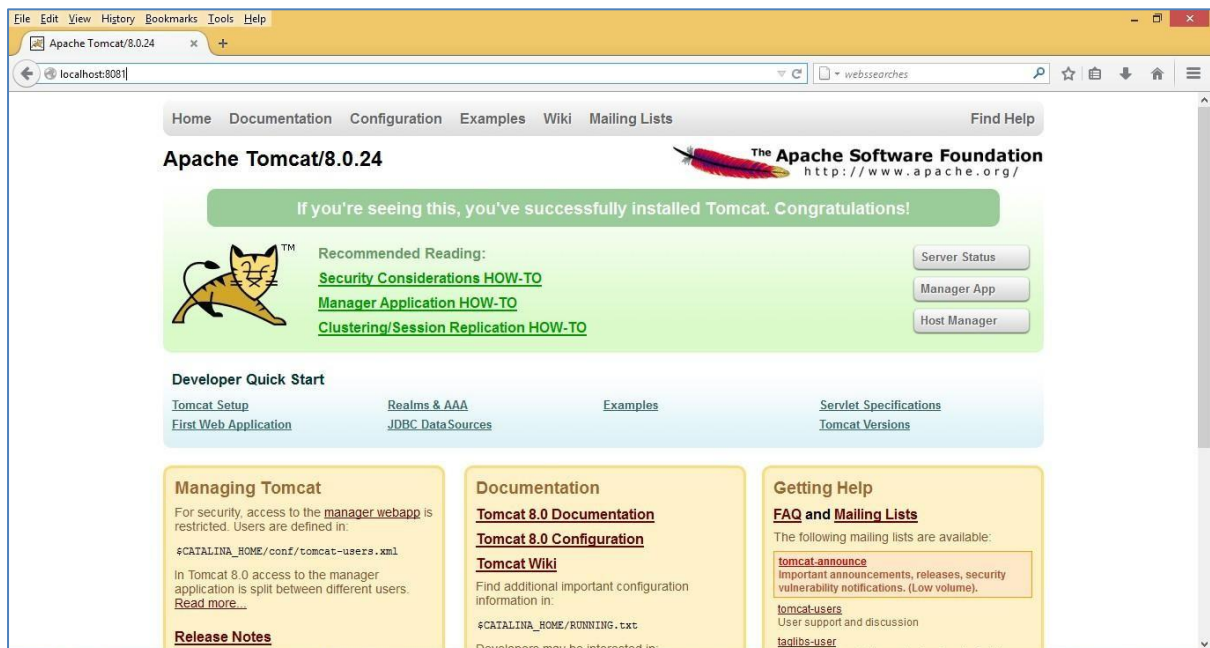 File Edit View History Bookmarks Tools Help
Apache Tomcat/8.0.24
localhost:8081
webssearches
Home Documentation Configuration Examples Wiki Mailing Lists Find Help
Apache Tomcat/8.0.24
The Apache Software Foundation
http://www.apache.org/
If you're seeing this, you've successfully installed Tomcat. Congratulations!
TM
Recommended Reading:
Security Considerations HOW-TO
Manager Application HOW-TO
Clustering/Session Replication HOW-TO
Server Status
Manager App
Host Manager
Developer Quick Start
Tomcat Setup
First Web Application
Realms & AAA
JDBC DataSources
Examples
Servlet Specifications
Tomcat Versions
Managing Tomcat
For security, access to the manager webapp is
restricted. Users are defined in:
$CATALINA_HOME/conf/tomcat-users.xml
In Tomcat 8.0 access to the manager
application is split between different users.
Read more...
Release Notes
Documentation
Tomcat 8.0 Documentation
Tomcat 8.0 Configuration
Tomcat Wiki
Find additional important configuration
information in:
$CATALINA_HOME/RUNNING.txt
Developers may be interested in:
Getting Help
FAQ and Mailing Lists
The following mailing lists are available:
tomcat-announce
Important announcements, releases, security
vulnerability notifications. (Low volume).
tomcat-users
User support and discussion
taglibs-user